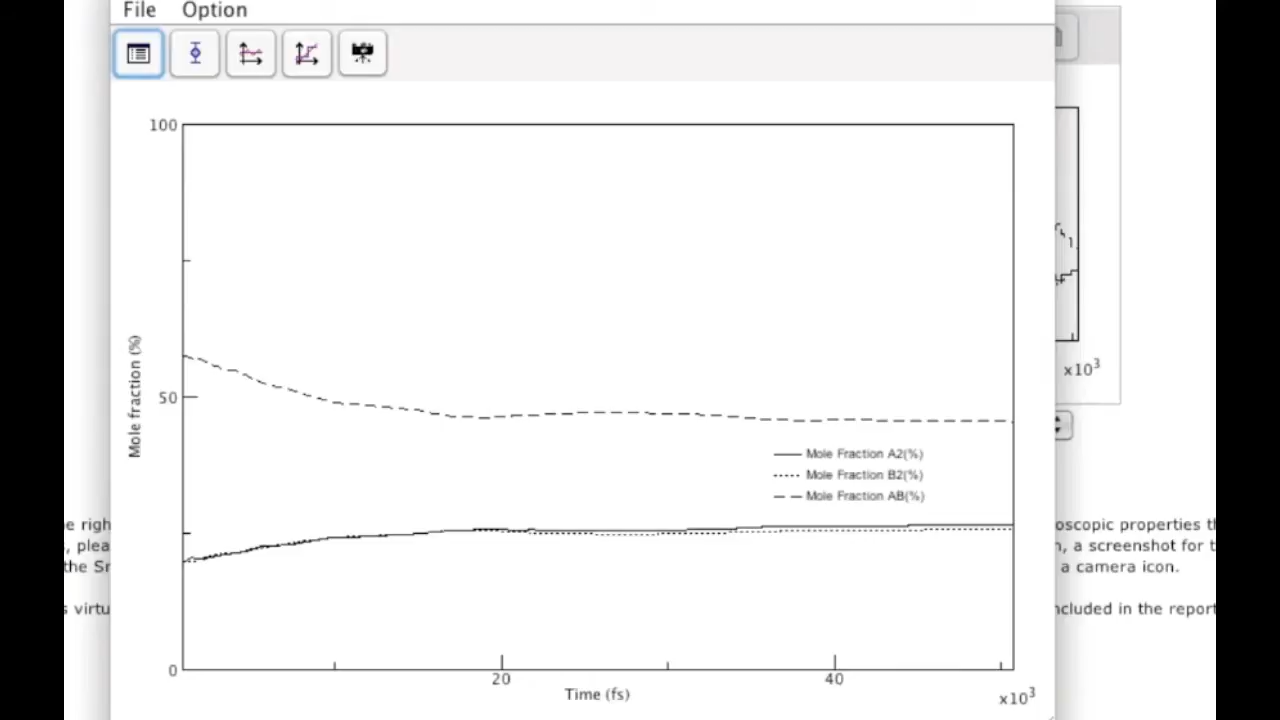 File Option
100
50
0
Mole fraction (%)
Mole Fraction A2(%)
Mole Fraction B2(%)
Mole Fraction AB(%)
20
40
Time (fs)
x10³
x10³
e righ
, plea
the Sr
s virtu
oscopic properties t
n, a screenshot for t
a camera icon.
ncluded in the report